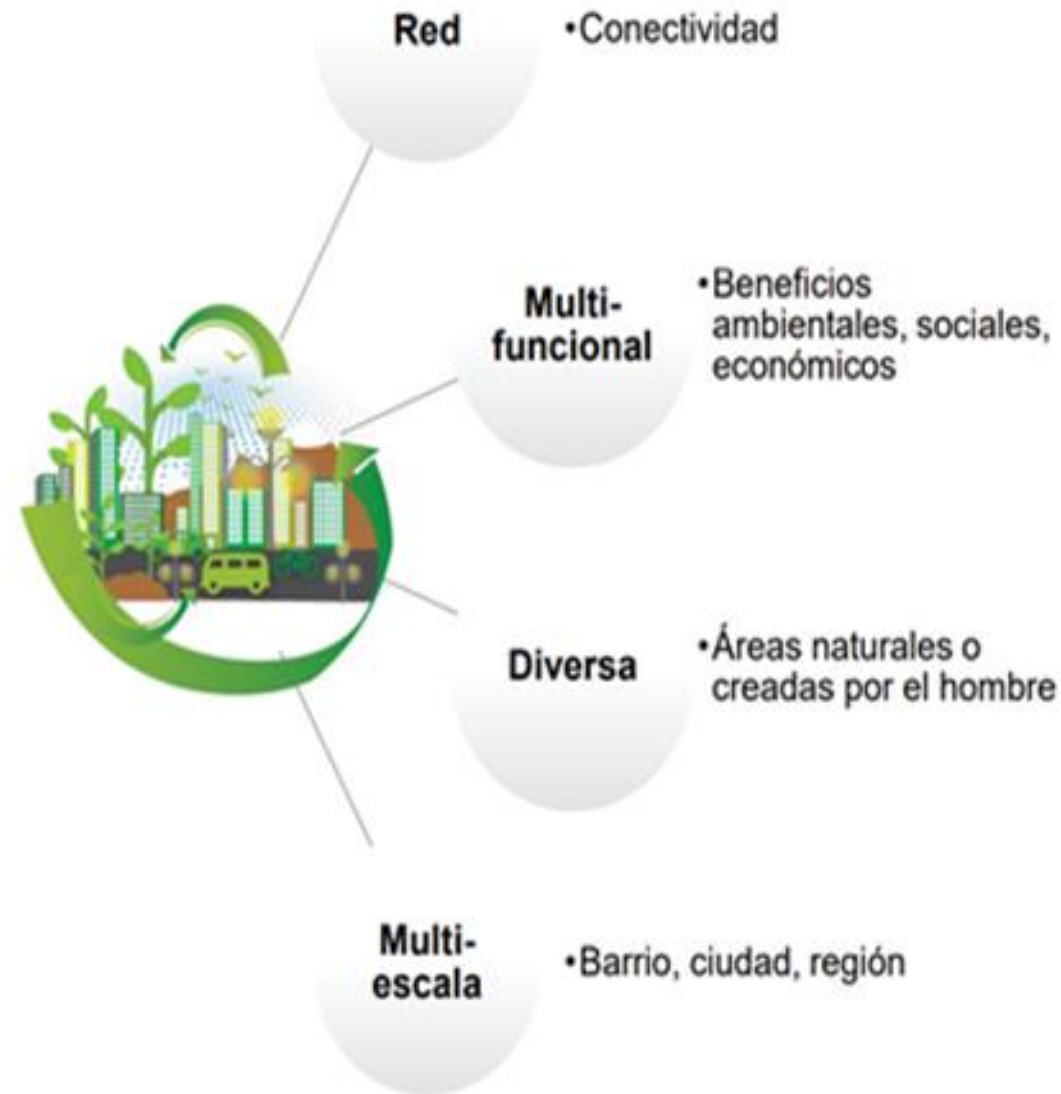 Red
•Conectividad
Multi-
funcional
•Beneficios
ambientales, sociales,
económicos
Diversa
•Áreas naturales o
creadas por el hombre
Multi-
escala
•Barrio, ciudad, región